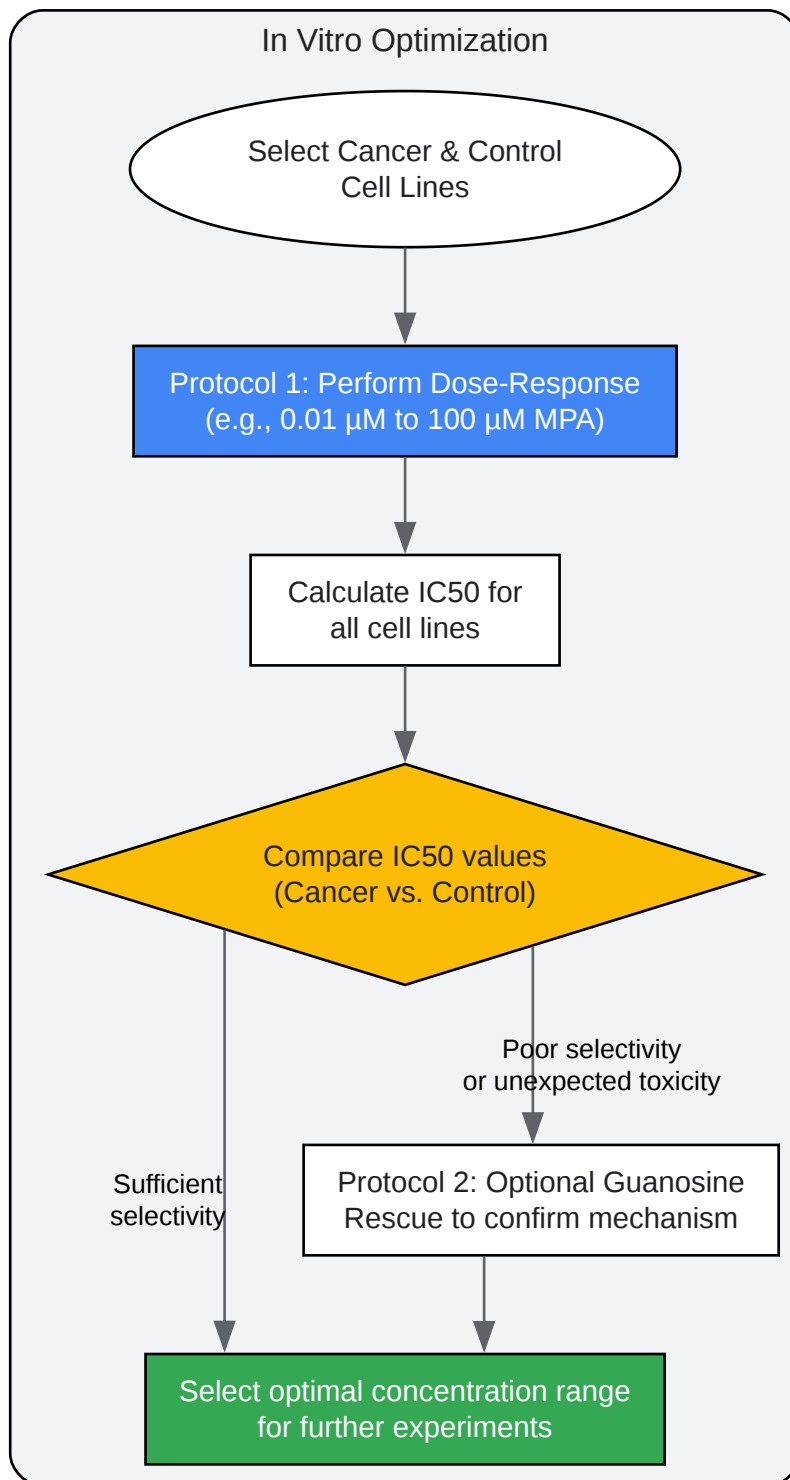 In Vitro Optimization
Select Cancer & Control
Cell Lines
Protocol 1: Perform Dose-Response
(e.g., 0.01 µM to 100 µM MPA)
Calculate IC50 for
all cell lines
Compare IC50 values
(Cancer vs. Control)
Poor selectivity
or unexpected toxicity
Sufficient
selectivity
Protocol 2: Optional Guanosine
Rescue to confirm mechanism
Select optimal concentration range
for further experiments